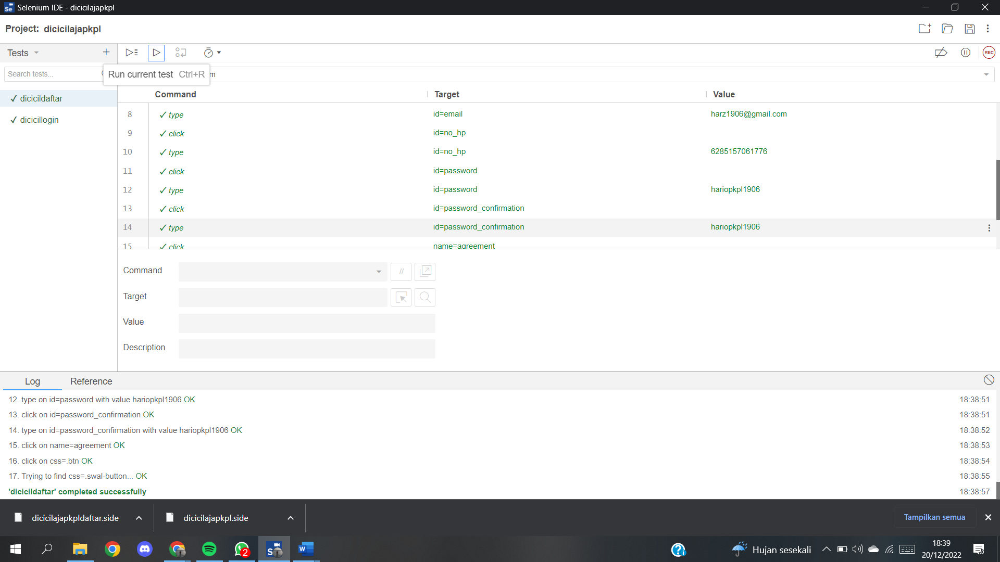 Selenium IDE - dicicilajapkpl
Project: dicicilajapkpl
Tests
Search tests...
Run current test Ctrl+R
m
dicicildaftar
dicicillogin
Command Target Value
8 type id=email harz1906@gmail.com
9 click id=no_hp
10 type id=no_hp 6285157061776
11 click id=password
12 type id=password hariopkpl1906
13 click id=password_confirmation
14 type id=password_confirmation hariopkpl1906
15 click name=agreement
Command //
Target
Value
Description
Log Reference
12. type on id=password with value hariopkpl1906 OK 18:38:51
13. click on id=password_confirmation OK 18:38:51
14. type on id=password_confirmation with value hariopkpl1906 OK 18:38:52
15. click on name=agreement OK 18:38:53
16. click on css=.btn OK 18:38:54
17. Trying to find css=.swal-button... OK 18:38:55
'dicicildaftar' completed successfully 18:38:57
dicicilajapkpldaftar.side dicicilajapkpl.side Tampilkan semua
Hujan sesekali
18:39
20/12/2022
REC
Se
2
W